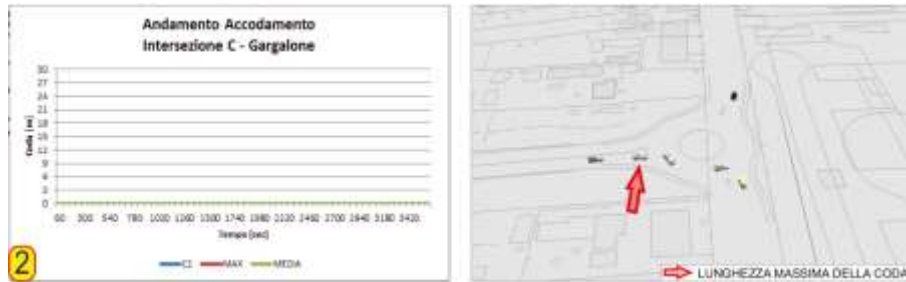 Andamento Accodamento
Intersezione C - Gargalone
30
27
24
21
18
15
12
9
6
3
0
Coda (m)
60 300 540 780 1020 1260 1500 1740 1980 2220 2460 2700 2940 3180 3420
Tempo (sec)
C2 MAX MEDIA
2
LUNGHEZZA MASSIMA DELLA CODA